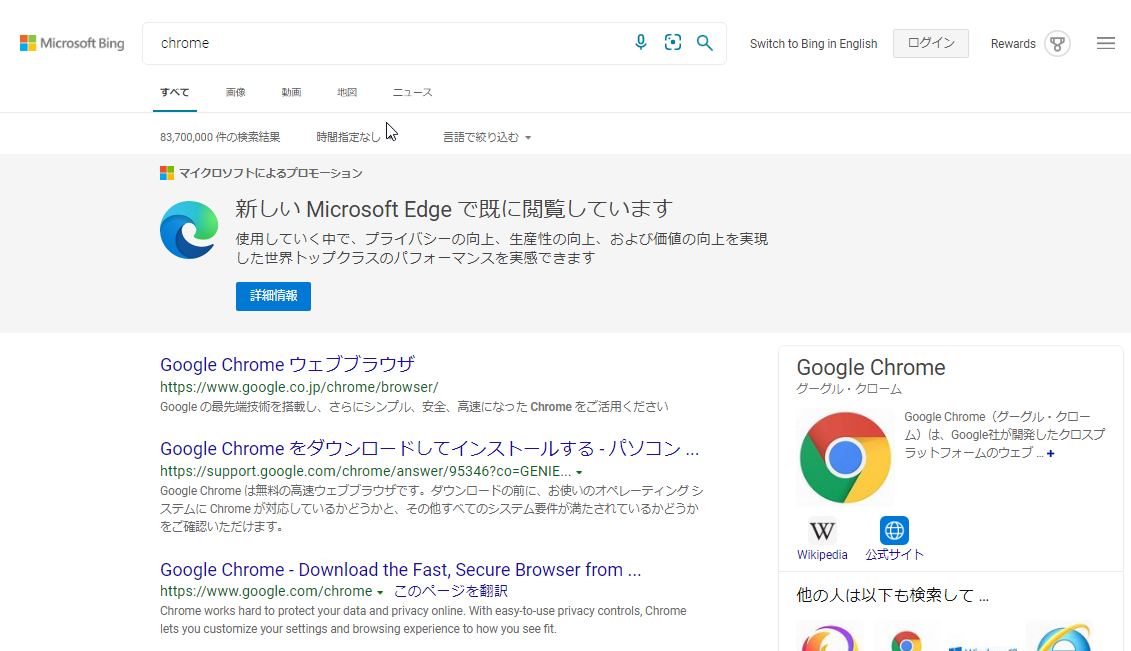 Microsoft Bing
chrome
Switch to Bing in English
ログイン
Rewards
すべて
画像
動画
地図
ニュース
83,700,000 件の検索結果
時間指定なし
言語で絞り込む
マイクロソフトによるプロモーション
新しい Microsoft Edge で既に閲覧しています
使用していく中で、プライバシーの向上、生産性の向上、および価値の向上を実現
した世界トップクラスのパフォーマンスを実感できます
詳細情報
Google Chrome ウェブブラウザ
https://www.google.co.jp/chrome/browser/
Google の最先端技術を搭載し、さらにシンプル、安全、高速になった Chrome をご活用ください
Google Chrome をダウンロードしてインストールする - パソコン ...
https://support.google.com/chrome/answer/95346?co=GENIE...
Google Chrome は無料の高速ウェブブラウザです。ダウンロードの前に、お使いのオペレーティング シ
ステムに Chrome が対応しているかどうかと、その他すべてのシステム要件が満たされているかどうか
をご確認いただけます。
Google Chrome - Download the Fast, Secure Browser from ...
https://www.google.com/chrome
このページを翻訳
Chrome works hard to protect your data and privacy online. With easy-to-use privacy controls, Chrome
lets you customize your settings and browsing experience to how you see fit.
Google Chrome
グーグル・クローム
Google Chrome（グーグル・クロー
ム）は、Google社が開発したクロスプ
ラットフォームのウェブ ... +
W
Wikipedia
公式サイト
他の人は以下も検索して ...